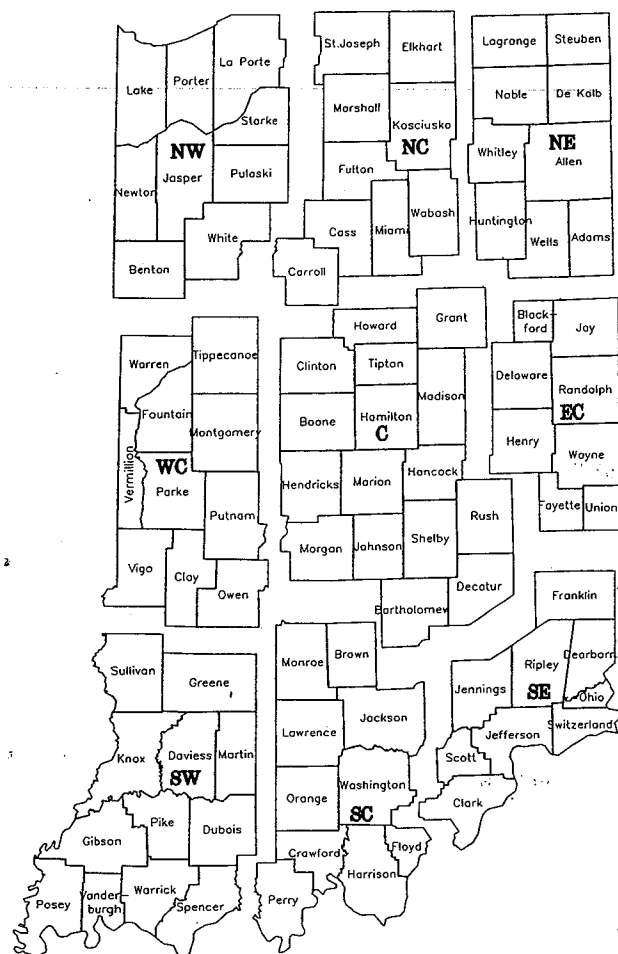 St.Joseph
Elkhart
Lagrange
Steuben
La Porte
Porter
Lake
Noble
De Kalb
Marshall
Kosciusko
Starke
NW
NC
NE
Whitley
Allen
Jasper
Pulaski
Fulton
Newton
Wabash
Huntington
Cass
Miami
White
Wells
Adams
Benton
Carroll
Howard
Grant
Black-
ford
Jay
Warren
Tippecanoe
Clinton
Tipton
Delaware
Madison
Randolph
Fountain
Hamilton
Boone
EC
Montgomery
C
Henry
Wayne
WC
Vermillion
Parke
Hendricks
Marion
Hancock
Putnam
Rush
Fayette
Union
Morgan
Johnson
Shelby
Vigo
Clay
Owen
Decatur
Bartholomew
Franklin
Sullivan
Greene
Monroe
Brown
Ripley
Dearborn
Jennings
SE
Ohio
Lawrence
Jackson
Jefferson
Switzerland
Knox
Daviess
Martin
Scott
SW
Orange
Washington
Clark
SC
Pike
Dubois
Gibson
Crawford
Floyd
Harrison
Posey
Vander-
burgh
Warrick
Spencer
Perry